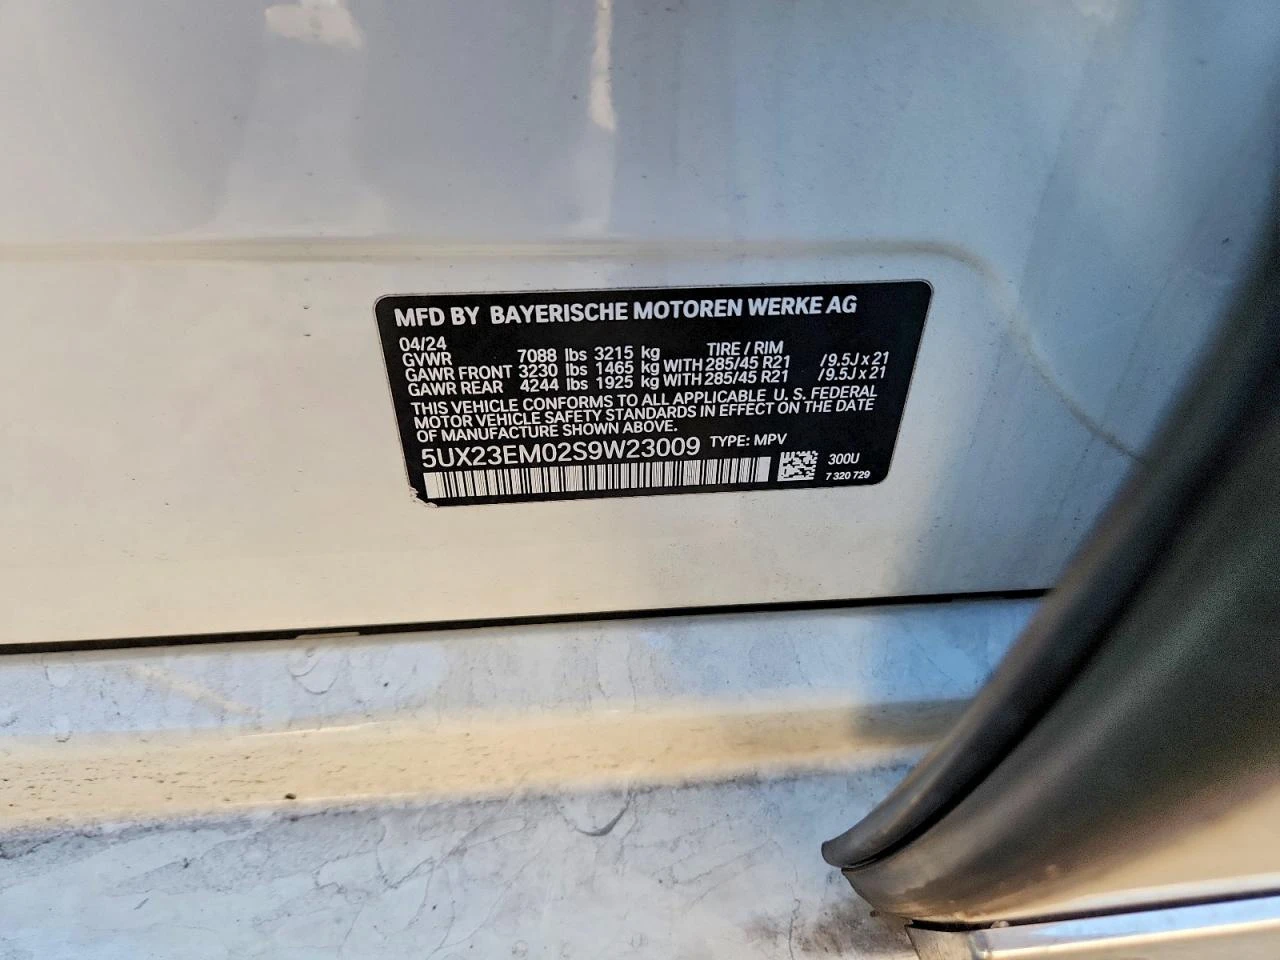 MFD BY BAYERISCHE MOTOREN WERKE AG
04/24 TIRE / RIM
GVWR 7088 lbs 3215 kg
GAWR FRONT 3230 lbs 1465 kg WITH 285/45 R21 /9.5J x 21
GAWR REAR 4244 lbs 1925 kg WITH 285/45 R21 /9.5J x 21
THIS VEHICLE CONFORMS TO ALL APPLICABLE U. S. FEDERAL
MOTOR VEHICLE SAFETY STANDARDS IN EFFECT ON THE DATE
OF MANUFACTURE SHOWN ABOVE.
5UX23EM02S9W23009 TYPE: MPV
300U
7 320 729